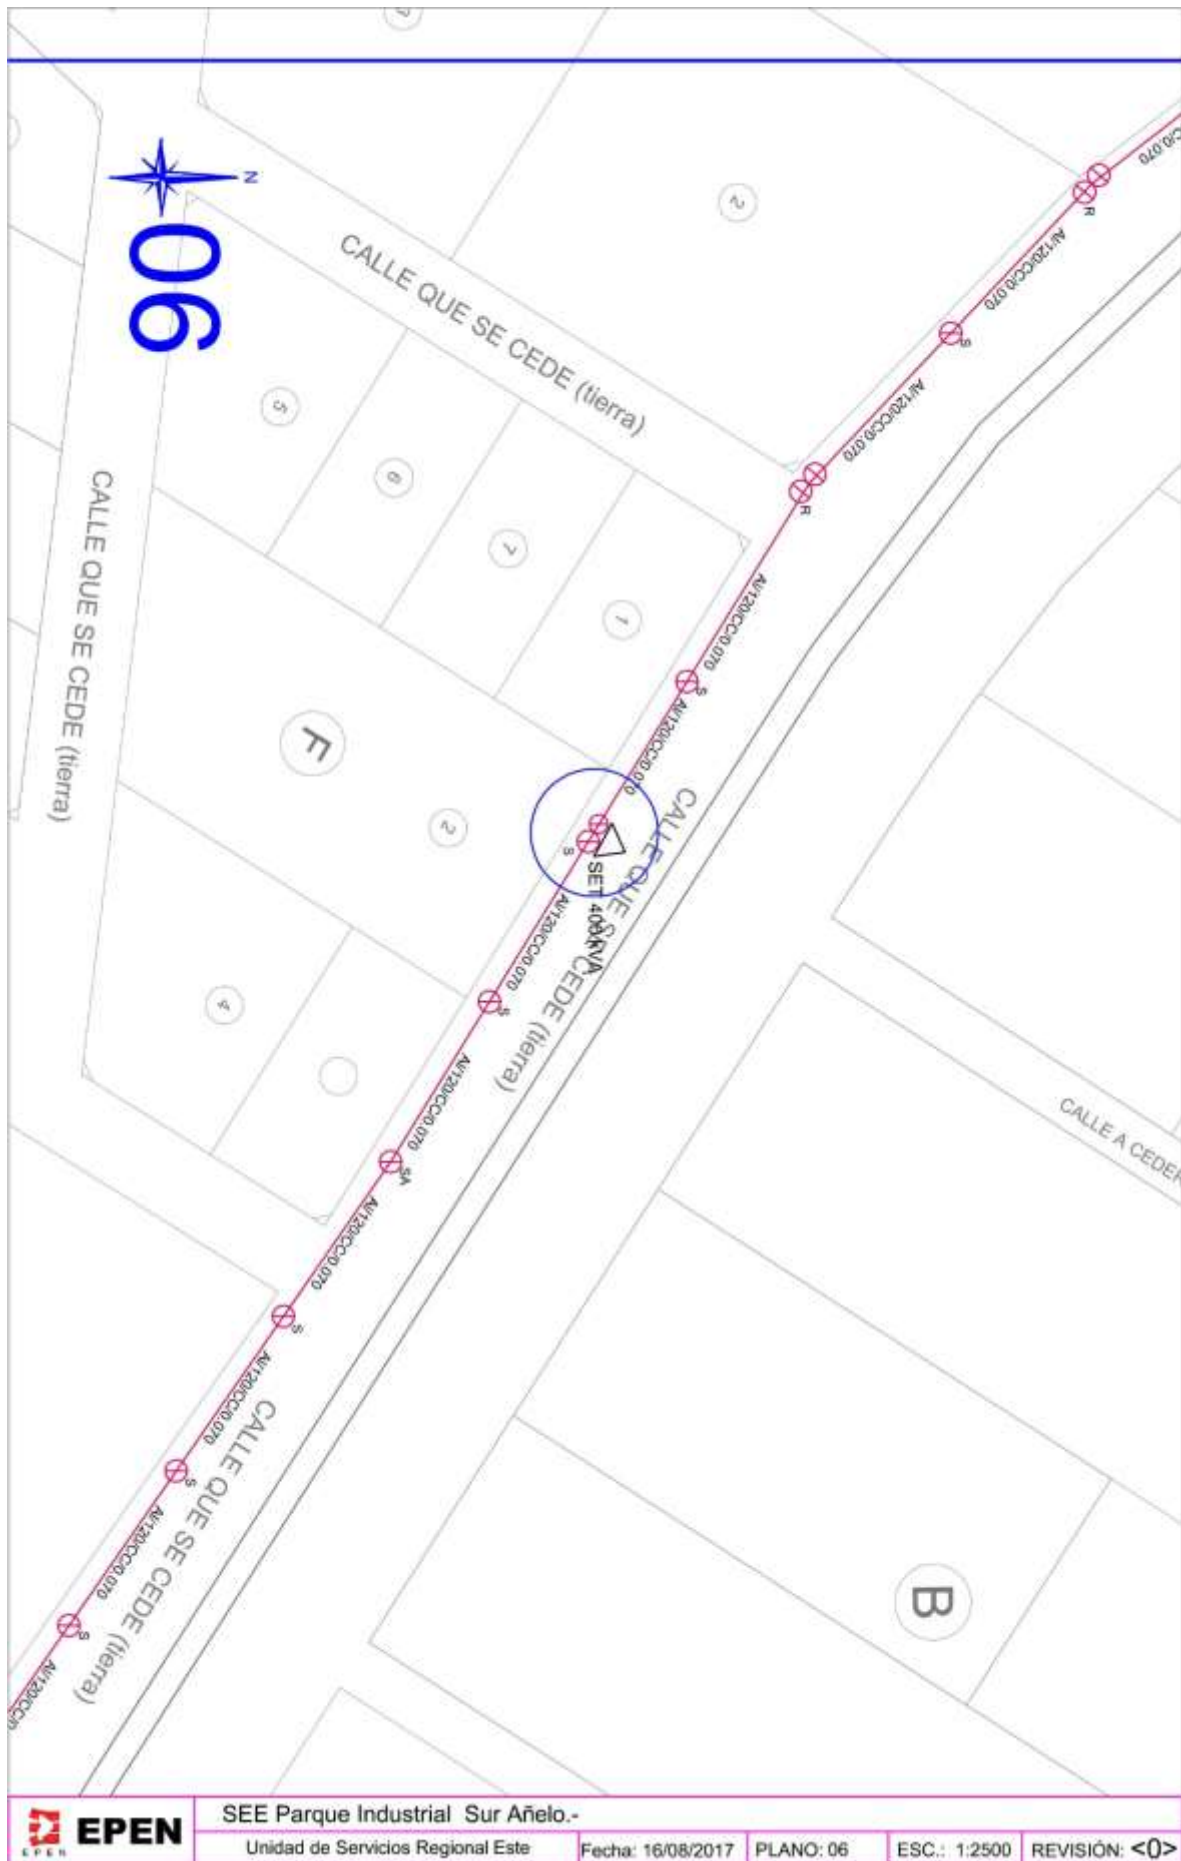 N
06
2
CALLE QUE SE CEDE (tierra)
R
Al/120/CC/0.070
S
Al/120/CC/0.070
R
5
6
7
1
CALLE QUE SE CEDE (tierra)
Al/120/CC/0.070
S
Al/120/CC/0.070
F
2
S
SET 400 kVA
CALLE QUE SE CEDE (tierra)
Al/120/CC/0.070
S
4
Al/120/CC/0.070
SA
CALLE A CEDER
Al/120/CC/0.070
S
Al/120/CC/0.070
S
CALLE QUE SE CEDE (tierra)
Al/120/CC/0.070
S
B
EPEN
EPEN
SEE Parque Industrial Sur Añelo.-
Unidad de Servicios Regional Este
Fecha: 16/08/2017
PLANO: 06
ESC.: 1:2500
REVISIÓN: <0>